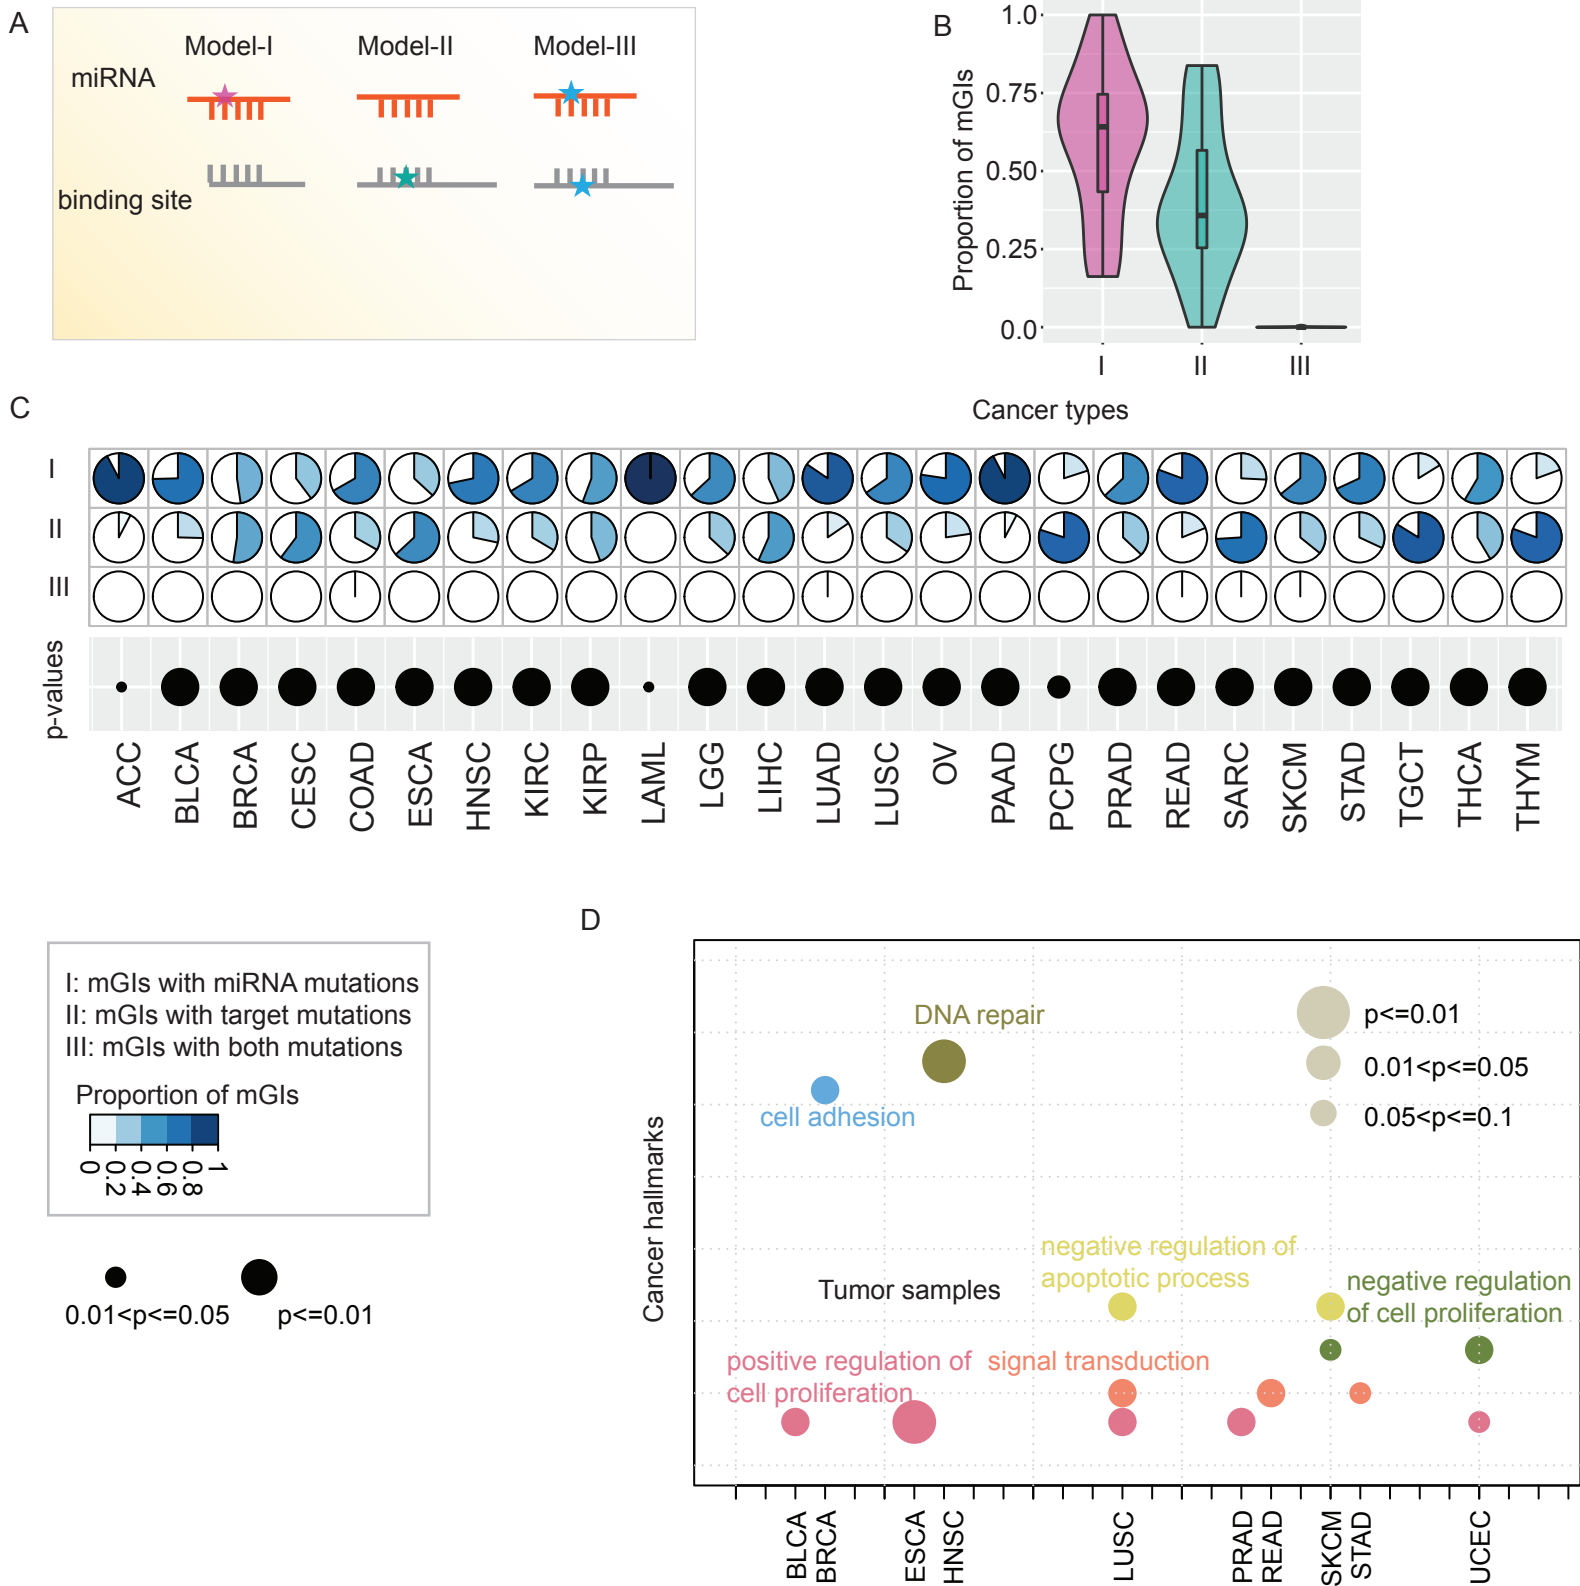 A
Model-I
Model-II
Model-III
miRNA
binding site
B
Proportion of mGIs
1.0
0.75
0.50
0.25
0.0
I
II
III
Cancer types
C
I
II
III
p-values
ACC
BLCA
BRCA
CESC
COAD
ESCA
HNSC
KIRC
KIRP
LAML
LGG
LIHC
LUAD
LUSC
OV
PAAD
PCPG
PRAD
READ
SARC
SKCM
STAD
TGCT
THCA
THYM
I: mGIs with miRNA mutations
II: mGIs with target mutations
III: mGIs with both mutations
Proportion of mGIs
0
0.2
0.4
0.6
0.8
1
0.01<p<=0.05
p<=0.01
D
Cancer hallmarks
DNA repair
cell adhesion
p<=0.01
0.01<p<=0.05
0.05<p<=0.1
negative regulation of
apoptotic process
Tumor samples
negative regulation
of cell proliferation
positive regulation of
cell proliferation
signal transduction
BLCA
BRCA
ESCA
HNSC
LUSC
PRAD
READ
SKCM
STAD
UCEC